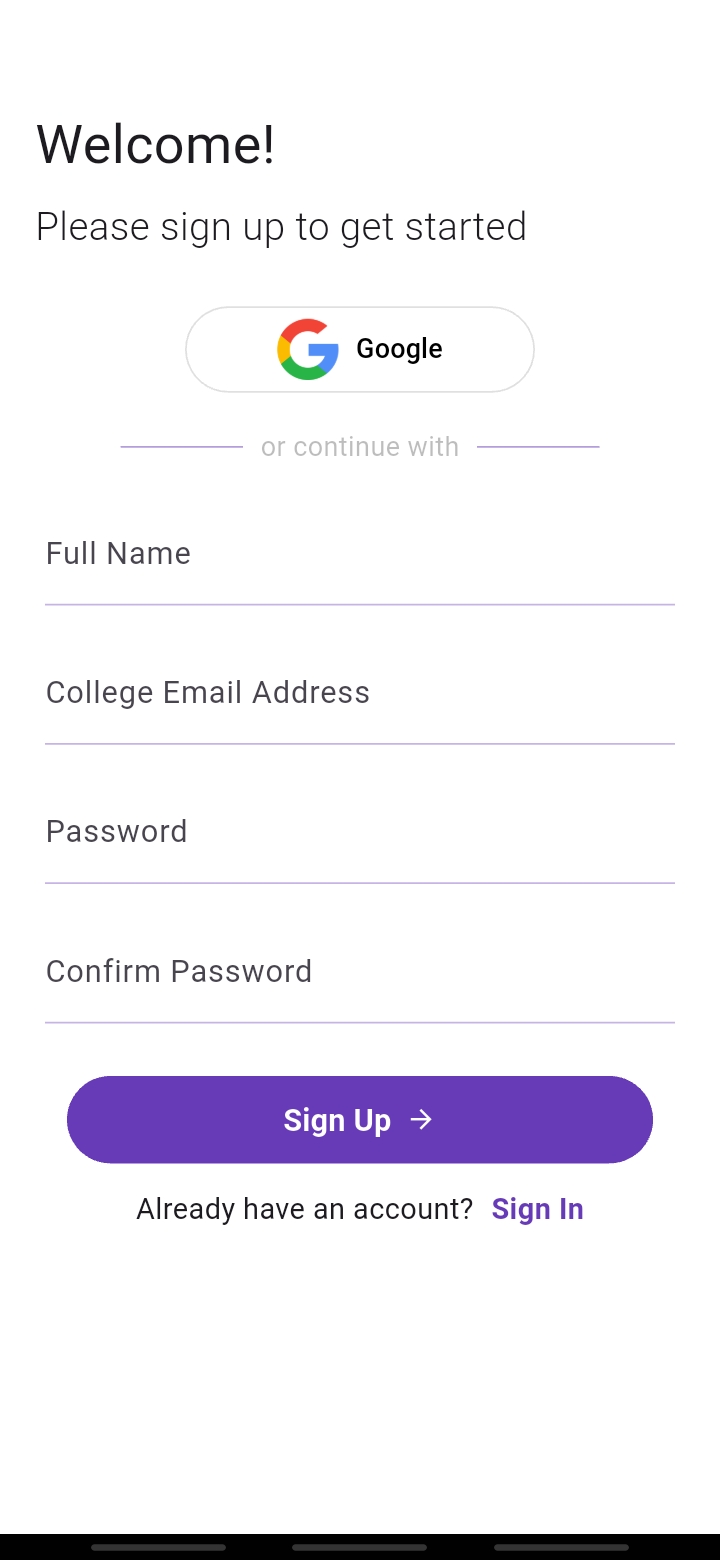 Welcome!
Please sign up to get started
Google
or continue with
Full Name
College Email Address
Password
Confirm Password
Sign Up →
Already have an account? Sign In